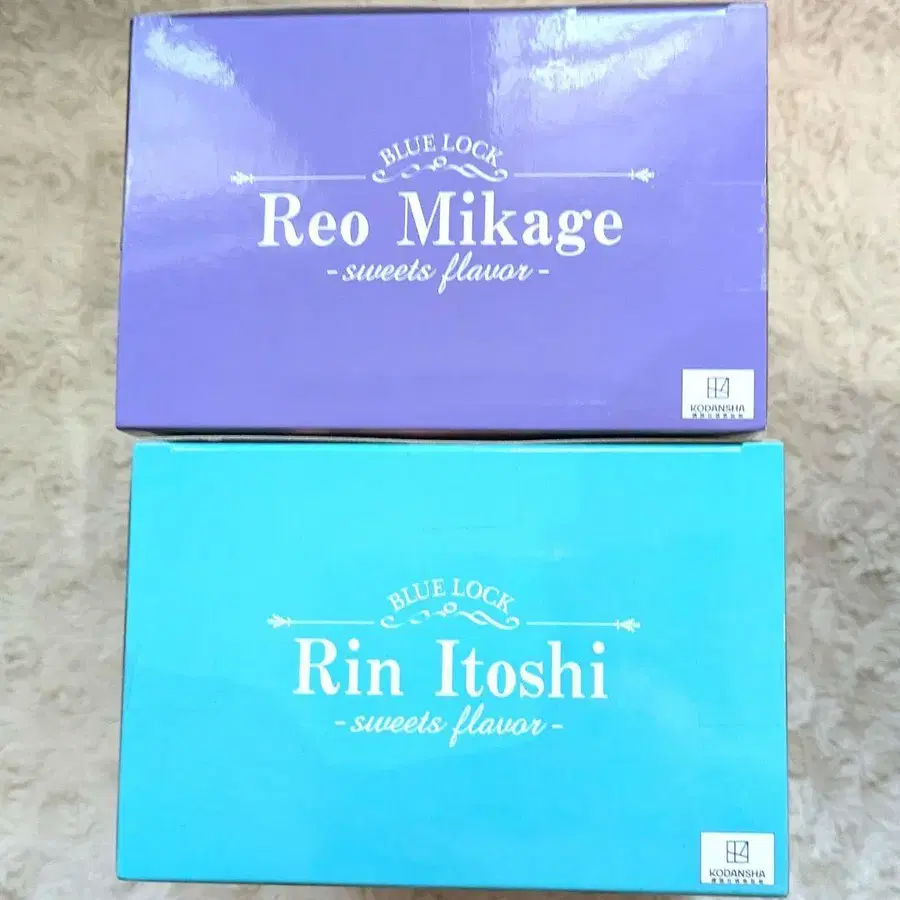 BLUE LOCK
Reo Mikage
-sweets flavor-
KODANSHA
BLUE LOCK
Rin Itoshi
-sweets flavor-
KODANSHA